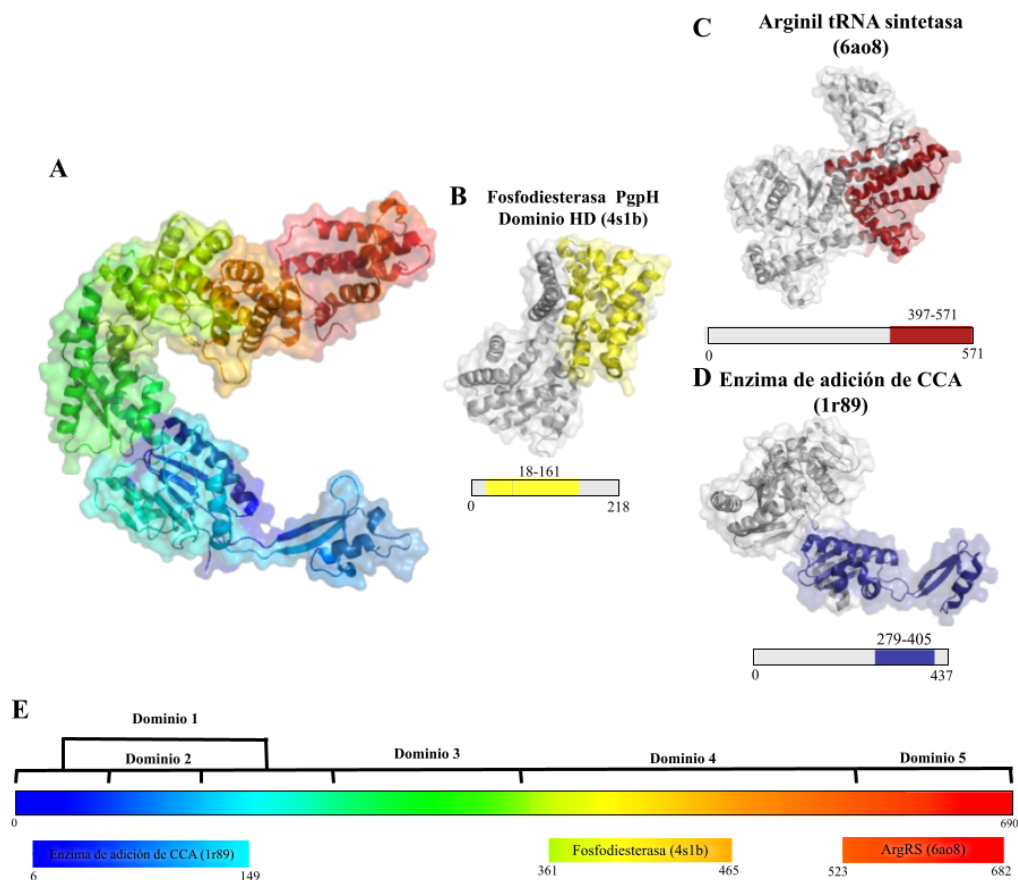 A
B
Fosfodiesterasa PgpH
Dominio HD (4s1b)
18-161
0
218
C
Arginil tRNA sintetasa
(6ao8)
397-571
0
571
D
Enzima de adición de CCA
(1r89)
279-405
0
437
E
Dominio 1
Dominio 2
Dominio 3
Dominio 4
Dominio 5
0
690
Enzima de adición de CCA (1r89)
Fosfodiesterasa (4s1b)
ArgRS (6ao8)
6
149
361
465
523
682